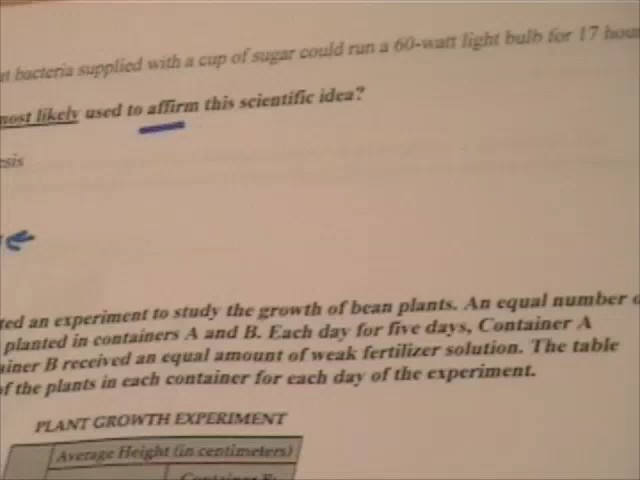 t bacteria supplied with a cup of sugar could run a 60-watt light bulb for 17 hou
most likely used to affirm this scientific idea?
esis
ted an experiment to study the growth of bean plants. An equal number o
planted in containers A and B. Each day for five days, Container A
ainer B received an equal amount of weak fertilizer solution. The table
of the plants in each container for each day of the experiment.
PLANT GROWTH EXPERIMENT
Average Height (in centimeters)
Container B: